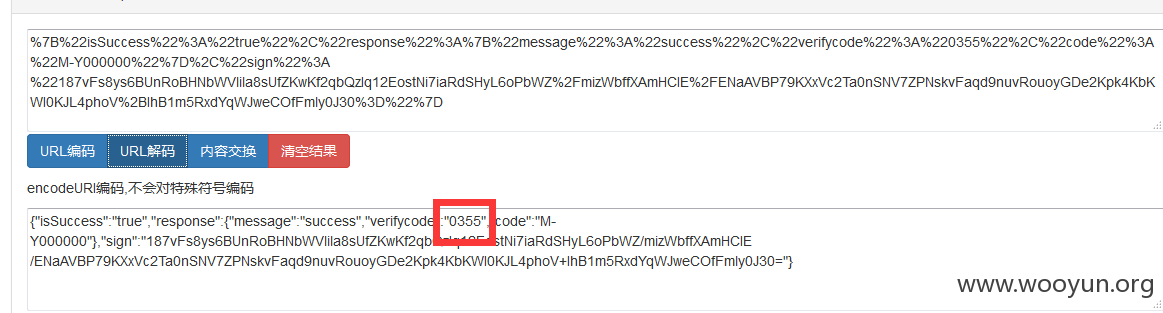 %7B%22isSuccess%22%3A%22true%22%2C%22response%22%3A%7B%22message%22%3A%22success%22%2C%22verifycode%22%3A%220355%22%2C%22code%22%3A
%22M-Y000000%22%7D%2C%22sign%22%3A
%22187vFs8ys6BUnRoBHNbWVlila8sUfZKwKf2qbQzlq12EostNi7iaRdSHyL6oPbWZ%2FmizWbffXAmHClE%2FENaAVBP79KXxVc2Ta0nSNV7ZPNskvFaqd9nuvRouoyGDe2Kpk4KbK
Wl0KJL4phoV%2BlhB1m5RxdYqWJweCOfFmly0J30%3D%22%7D
URL编码 URL解码 内容交换 清空结果
encodeURI编码,不会对特殊符号编码
{"isSuccess":"true","response":{"message":"success","verifycode":"0355","code":"M-
Y000000"},"sign":"187vFs8ys6BUnRoBHNbWVlila8sUfZKwKf2qbQzlq12EostNi7iaRdSHyL6oPbWZ/mizWbffXAmHClE
/ENaAVBP79KXxVc2Ta0nSNV7ZPNskvFaqd9nuvRouoyGDe2Kpk4KbKWl0KJL4phoV+lhB1m5RxdYqWJweCOfFmly0J30="}
www.wooyun.org